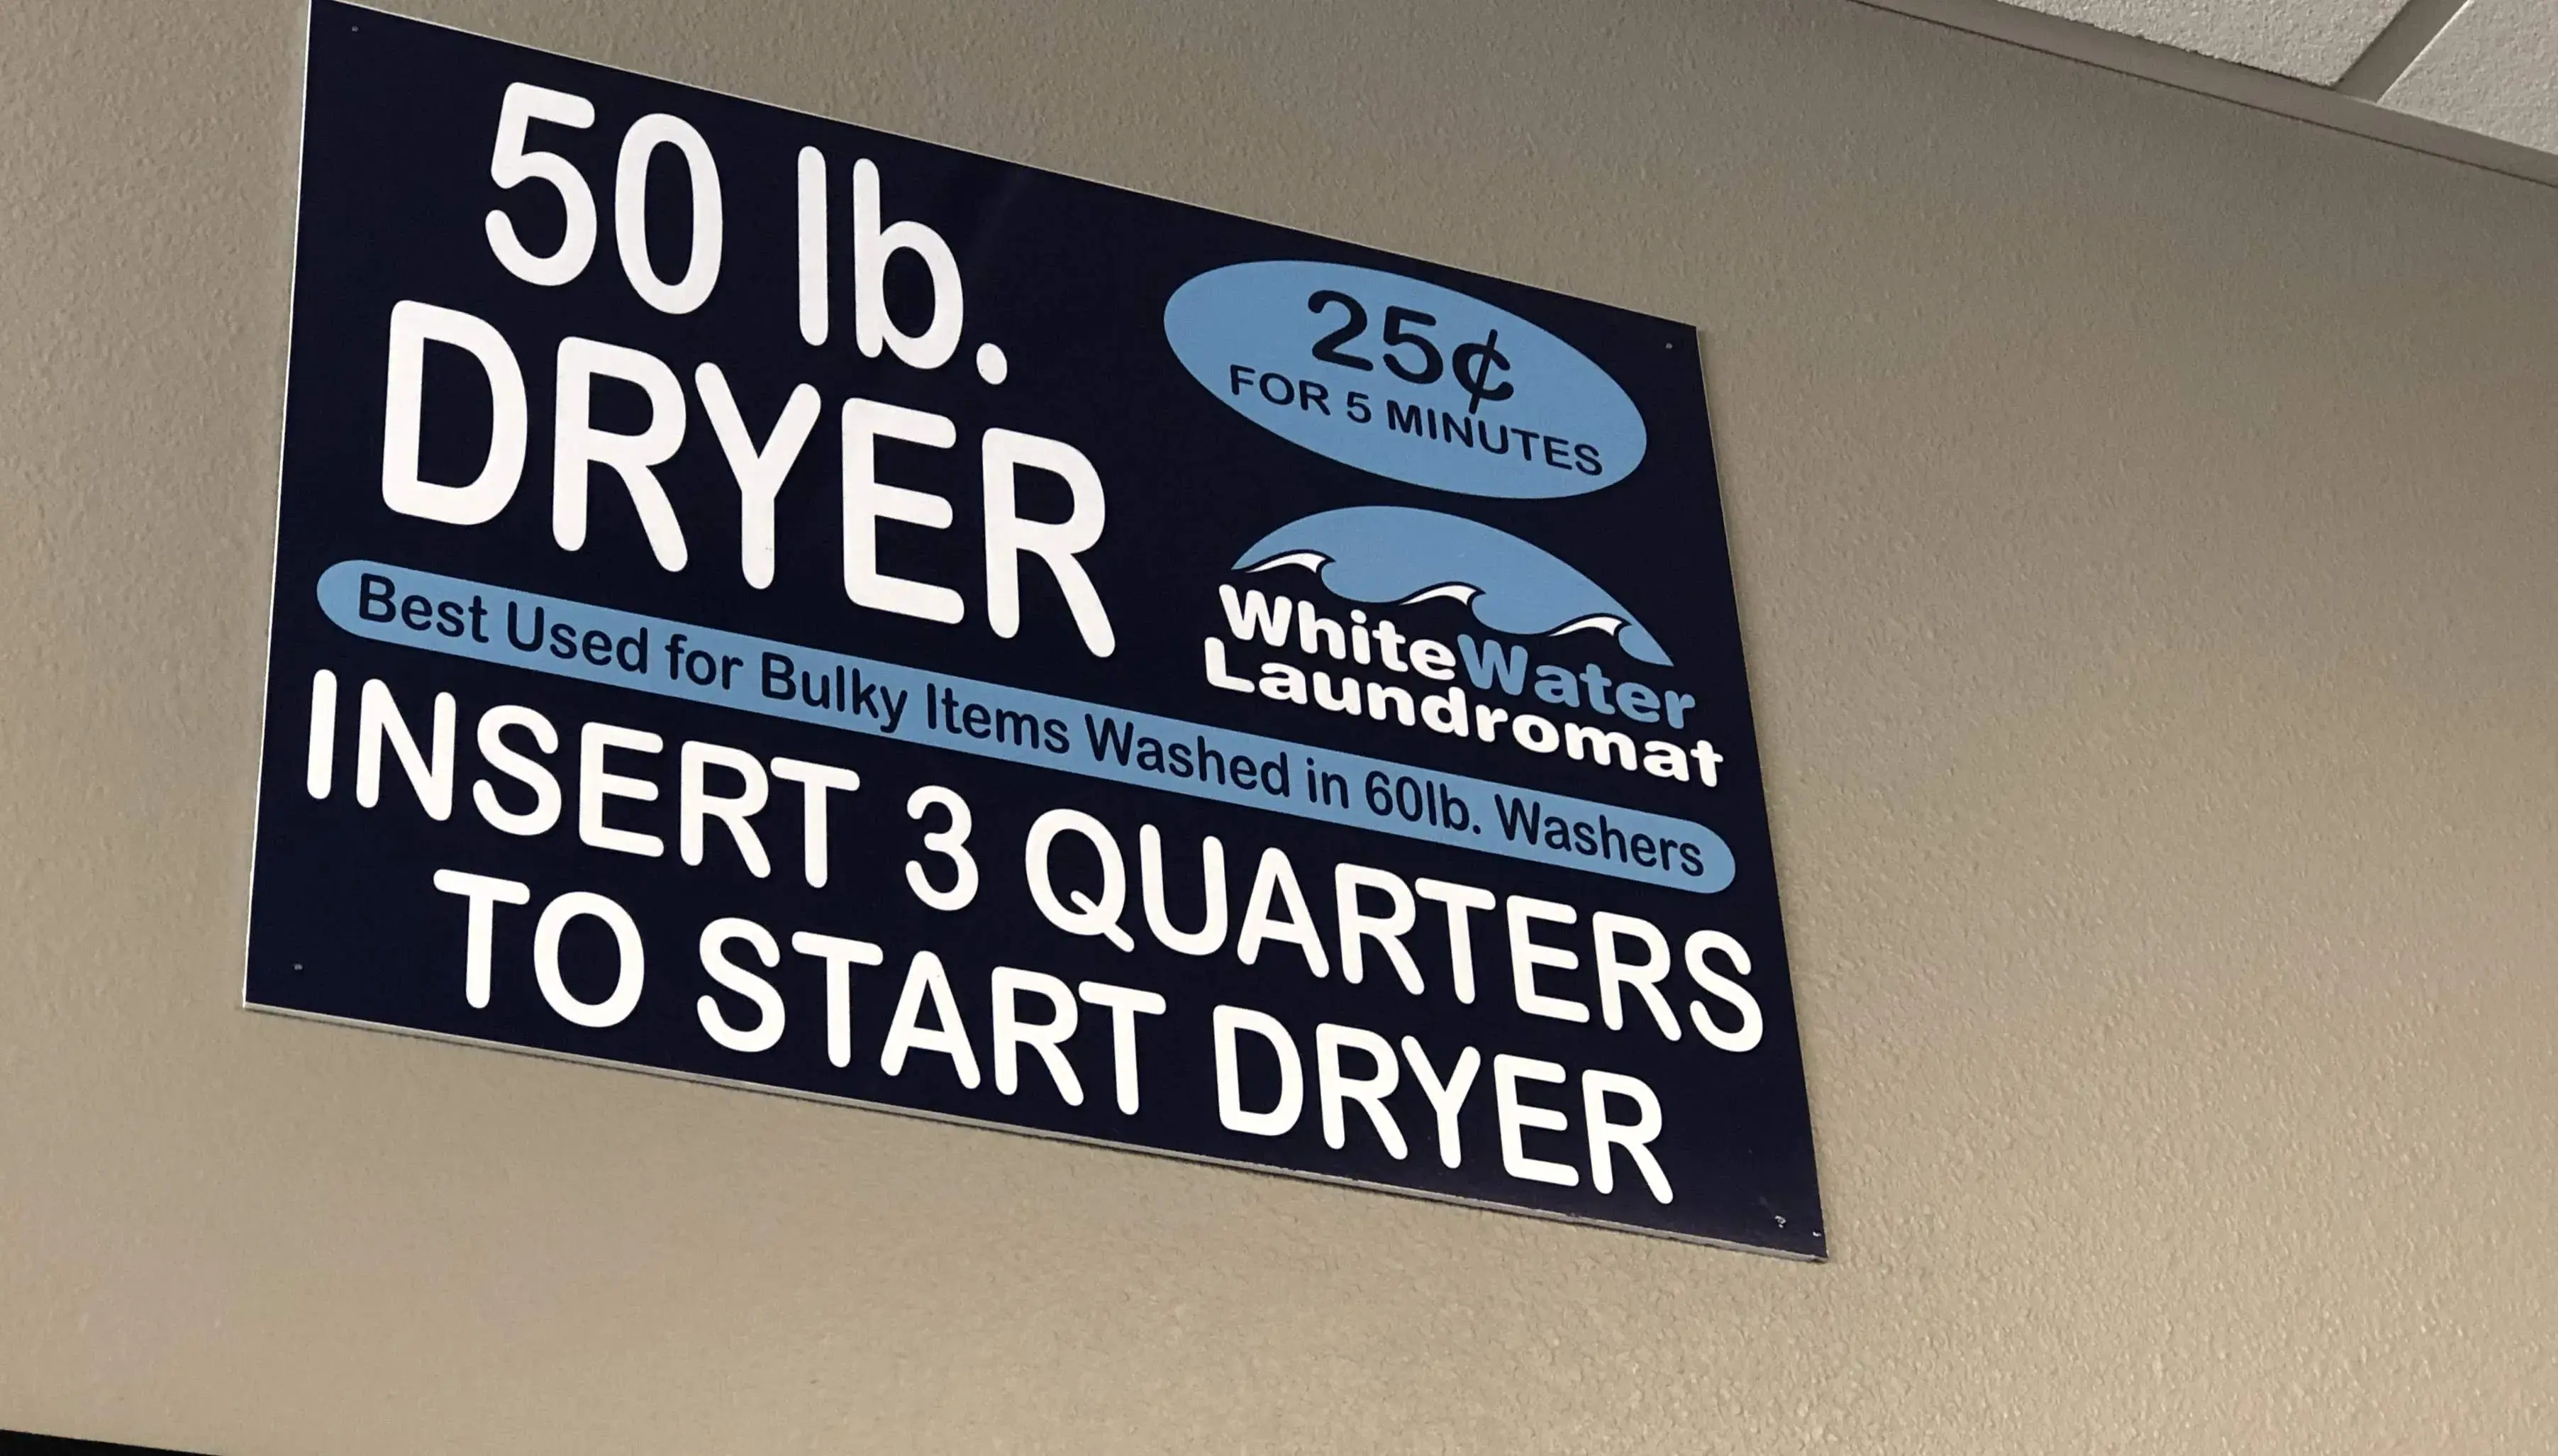 50 lb.
DRYER
25¢
FOR 5 MINUTES
WhiteWater
Laundromat
Best Used for Bulky Items Washed in 60lb. Washers
INSERT 3 QUARTERS
TO START DRYER